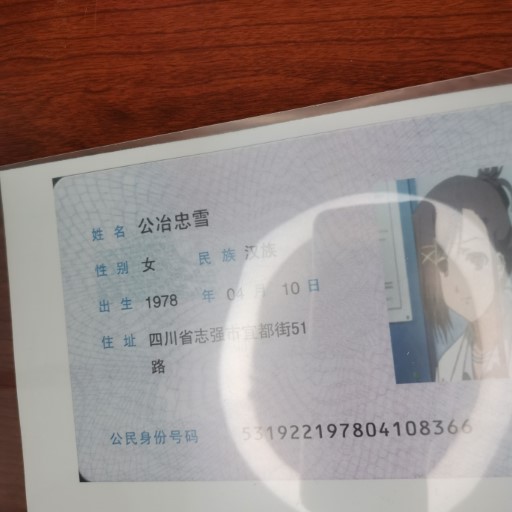 姓名 公冶忠雪
性别 女 民族 汉族
出生 1978 年 04 月 10 日
住址 四川省志强市宜都街51
路
公民身份号码 531922197804108366